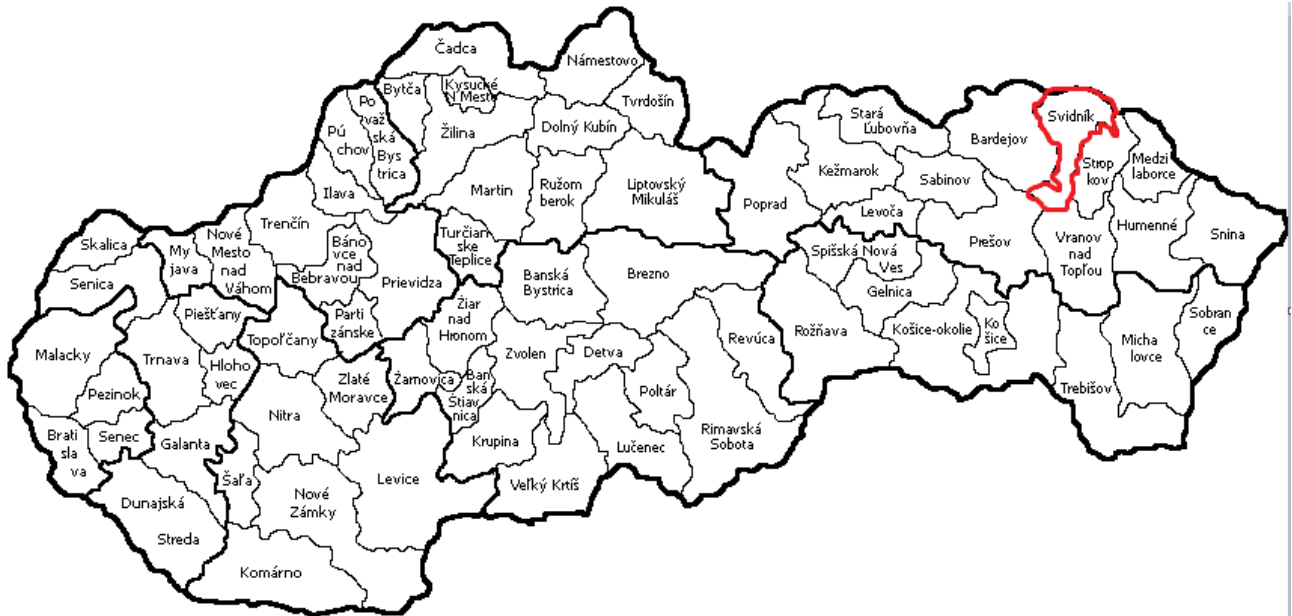 Čadca
Námestovo
Bytča
Kysucké
N Mesto
Tvrdošín
Po
važ
ská
Bys
trica
Pú
chov
Žilina
Dolný Kubín
Ilava
Martin
Ružom
berok
Liptovský
Mikuláš
Stará
Ľubovňa
Bardejov
Svidník
Kežmarok
Sabinov
Strop
kov
Medzi
laborce
Poprad
Levoča
Prešov
Vranov
nad
Topľou
Humenné
Snina
Trenčín
Skalica
My
java
Nové
Mesto
nad
Váhom
Báno
vce
nad
Bebravou
Turčian
ske
Teplice
Prievidza
Banská
Bystrica
Brezno
Spišská Nová
Ves
Gelnica
Senica
Piešťany
Parti
zánske
Žiar
nad
Hronom
Rožňava
Košice-okolie
Ko
šice
Sobran
ce
Micha
lovce
Trebišov
Malacky
Trnava
Hloho
vec
Topoľčany
Zvolen
Detva
Revúca
Pezinok
Zlaté
Moravce
Žarnovica
Ban
ská
Štiav
nica
Poltár
Nitra
Brati
sla
va
Senec
Galanta
Krupina
Lučenec
Rimavská
Sobota
Šaľa
Levice
Veľký Krtíš
Dunajská
Streda
Nové
Zámky
Komárno